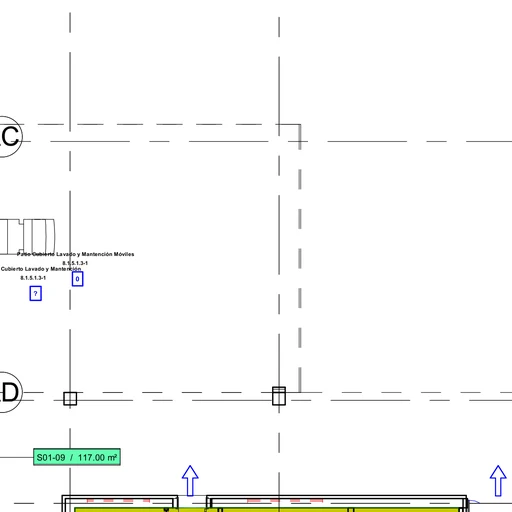 C
Patio Cubierto Lavado y Mantención Móviles
8.1.5.1.3-1
Cubierto Lavado y Mantención
8.1.5.1.3-1
0
?
D
S01-09 / 117.00 m²